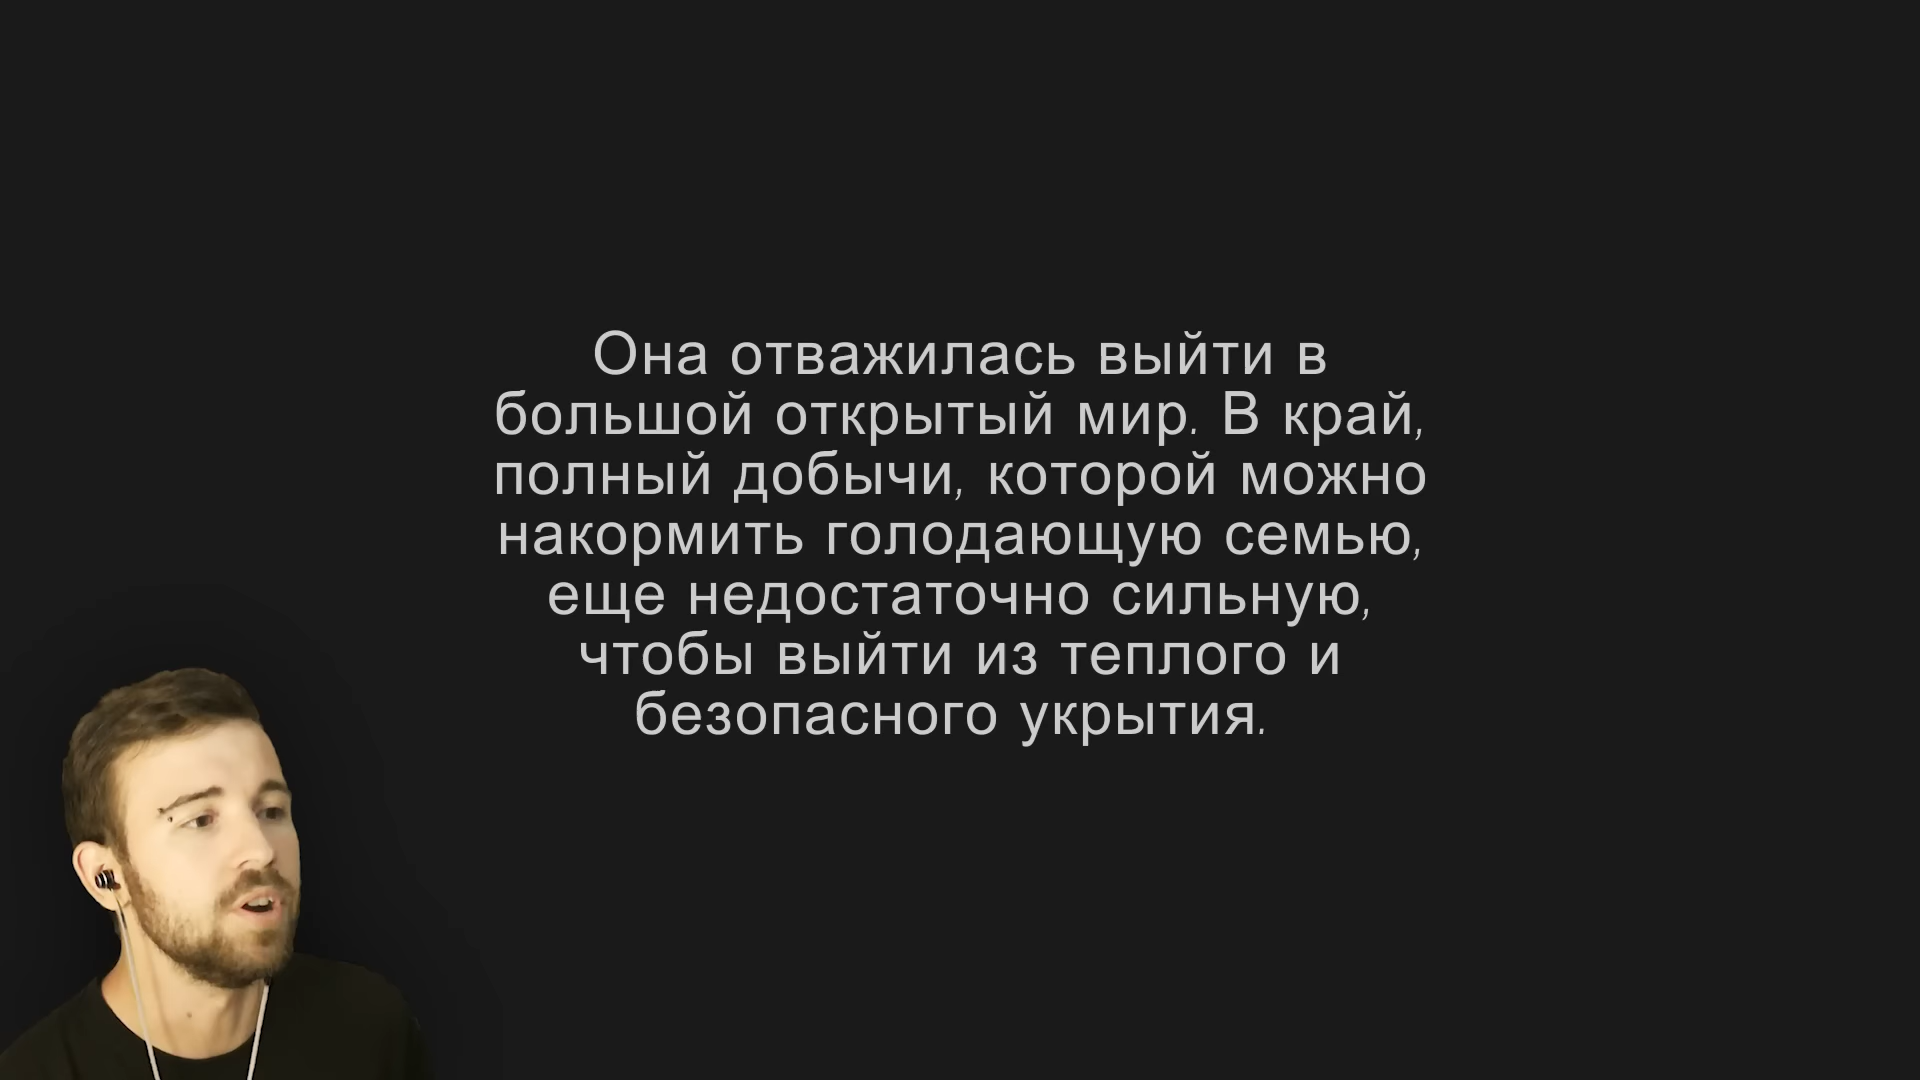 Она отважилась выйти в
большой открытый мир. В край,
полный добычи, которой можно
накормить голодающую семью,
еще недостаточно сильную,
чтобы выйти из теплого и
безопасного укрытия.